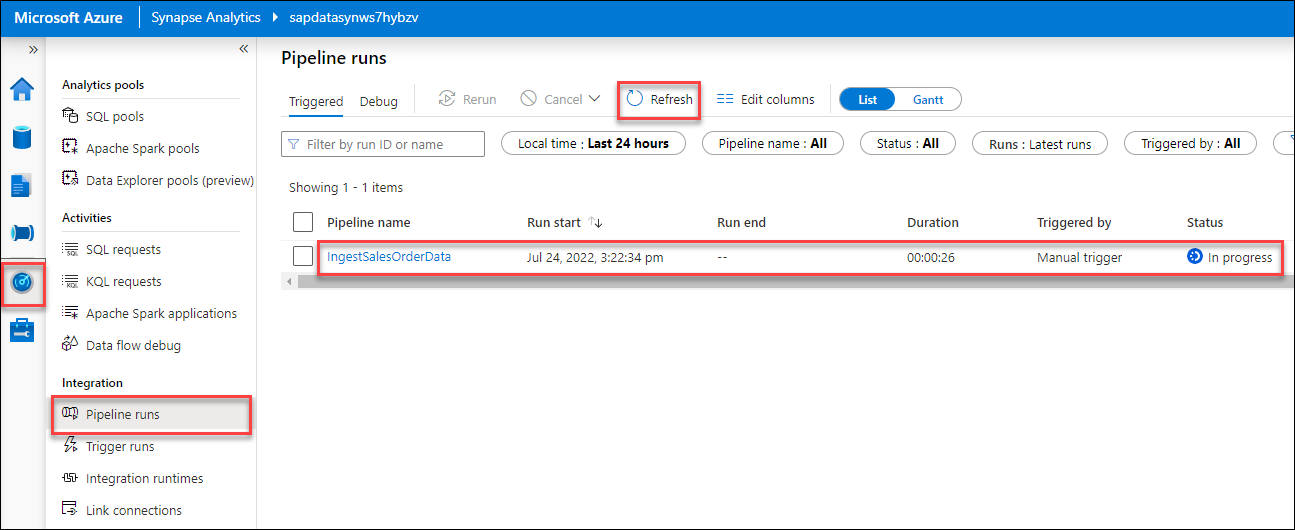 Microsoft Azure Synapse Analytics sapdatasynws7hybzv
Analytics pools
SQL pools
Apache Spark pools
Data Explorer pools (preview)
Activities
SQL requests
KQL requests
Apache Spark applications
Data flow debug
Integration
Pipeline runs
Trigger runs
Integration runtimes
Link connections
Pipeline runs
Triggered Debug Rerun Cancel Refresh Edit columns List Gantt
Filter by run ID or name Local time : Last 24 hours Pipeline name : All Status : All Runs : Latest runs Triggered by : All
Showing 1 - 1 items
Pipeline name Run start Run end Duration Triggered by Status
IngestSalesOrderData Jul 24, 2022, 3:22:34 pm -- 00:00:26 Manual trigger In progress